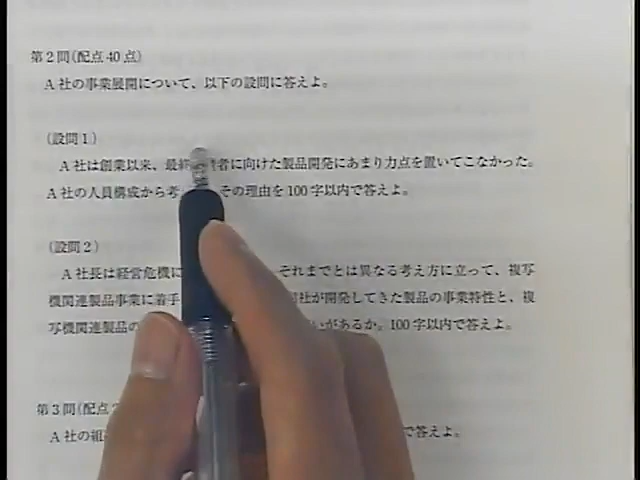 第2問(配点40点)
A社の事業展開について、以下の設問に答えよ。
(設問1)
A社は創業以来、最終 者に向けた製品開発にあまり力点を置いてこなかった。
A社の人員構成から考 その理由を100字以内で答えよ。
(設問2)
A社長は経営危機に それまでとは異なる考え方に立って、複写
機関連製品事業に着手 社が開発してきた製品の事業特性と、複
写機関連製品の いがあるか。100字以内で答えよ。
第3問(配点
A社の組 で答えよ。